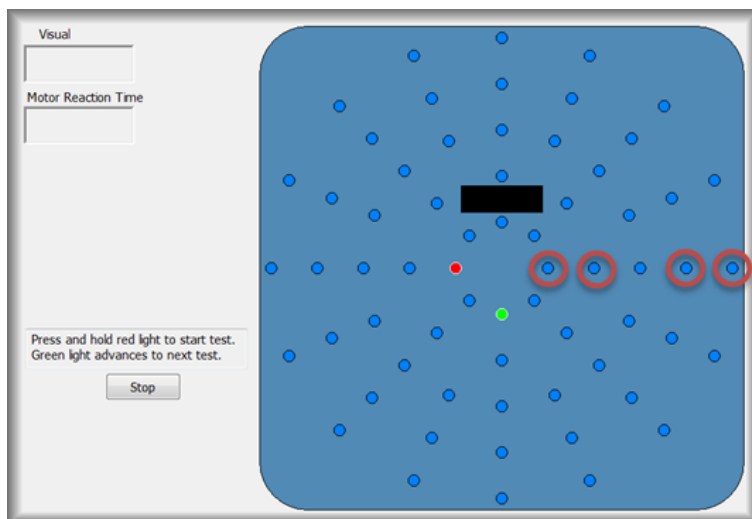 Visual
Motor Reaction Time
Press and hold red light to start test.
Green light advances to next test.
Stop